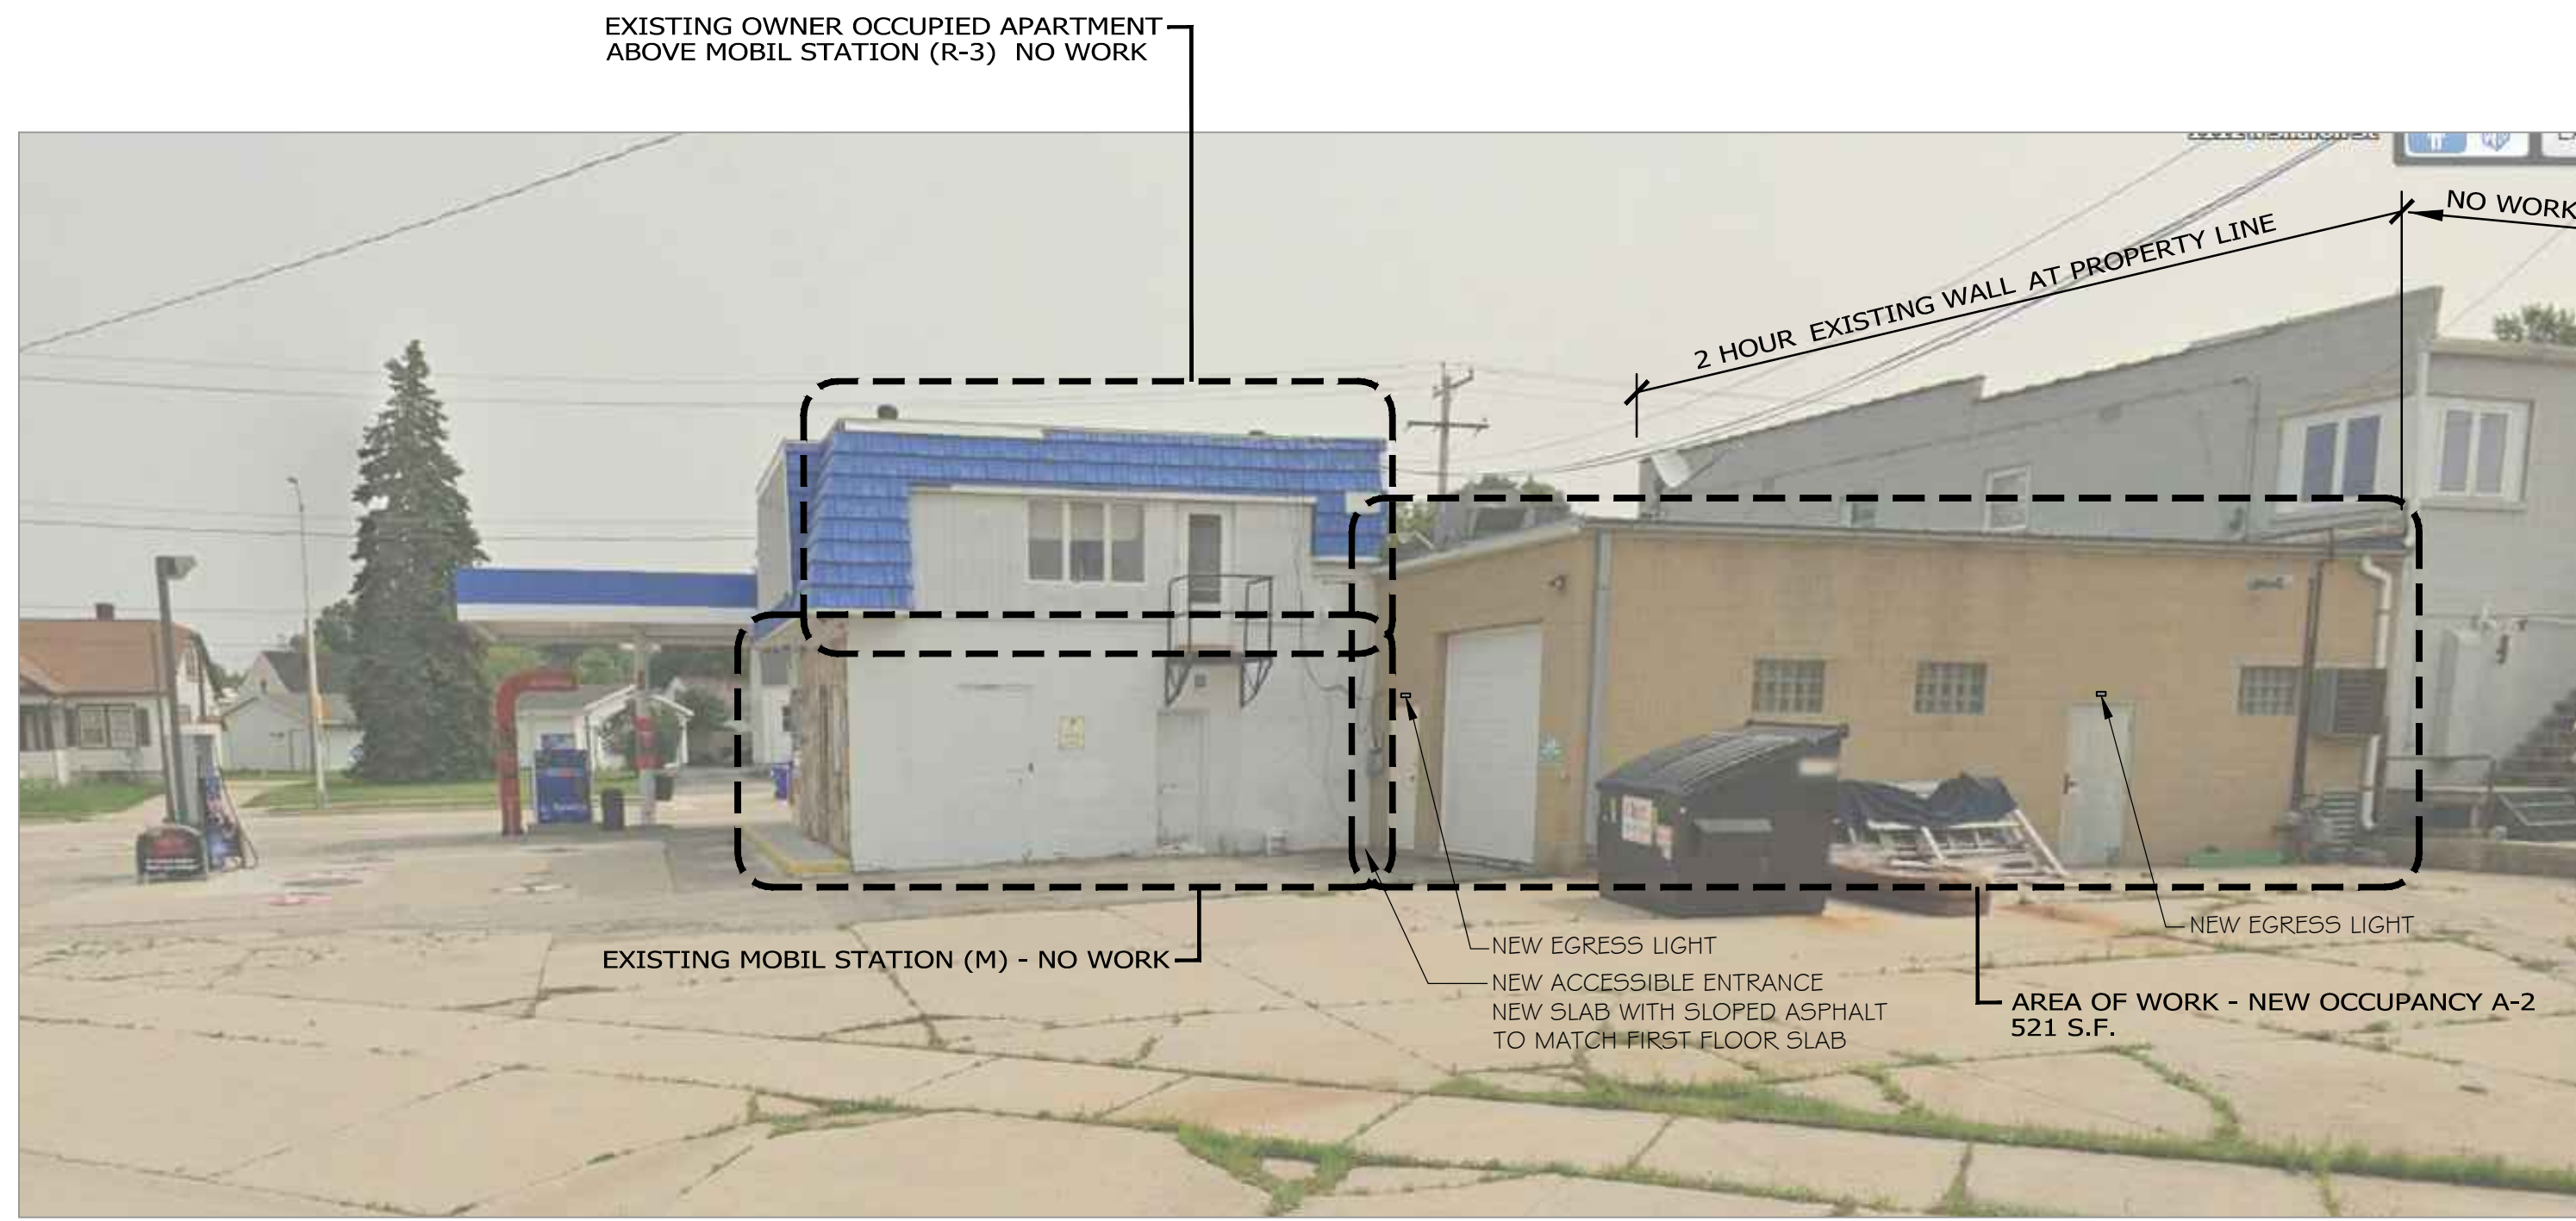 EXISTING OWNER OCCUPIED APARTMENT
ABOVE MOBIL STATION (R-3) NO WORK
NO WORK
2 HOUR EXISTING WALL AT PROPERTY LINE
EXISTING MOBIL STATION (M) - NO WORK
NEW EGRESS LIGHT
NEW ACCESSIBLE ENTRANCE
NEW SLAB WITH SLOPED ASPHALT
TO MATCH FIRST FLOOR SLAB
NEW EGRESS LIGHT
AREA OF WORK - NEW OCCUPANCY A-2
521 S.F.